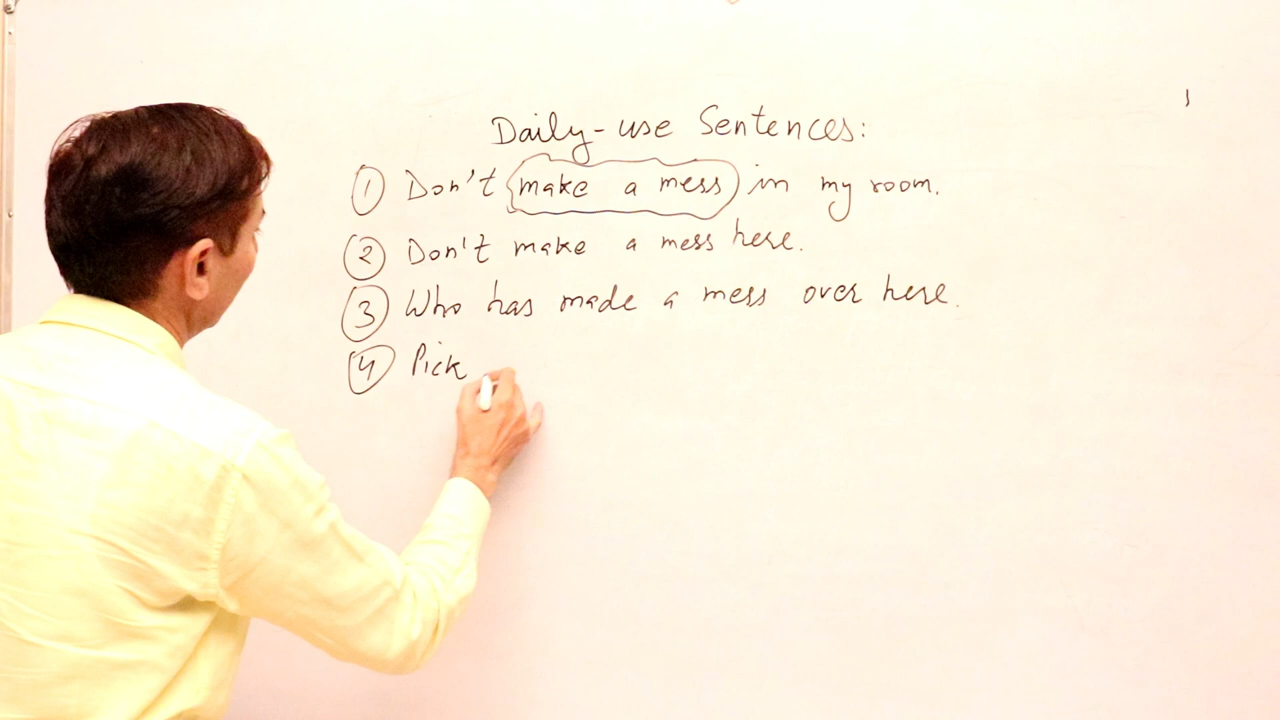 Daily-use Sentences:
1 Don't make a mess in my room.
2 Don't make a mess here.
3 Who has made a mess over here.
4 Pick